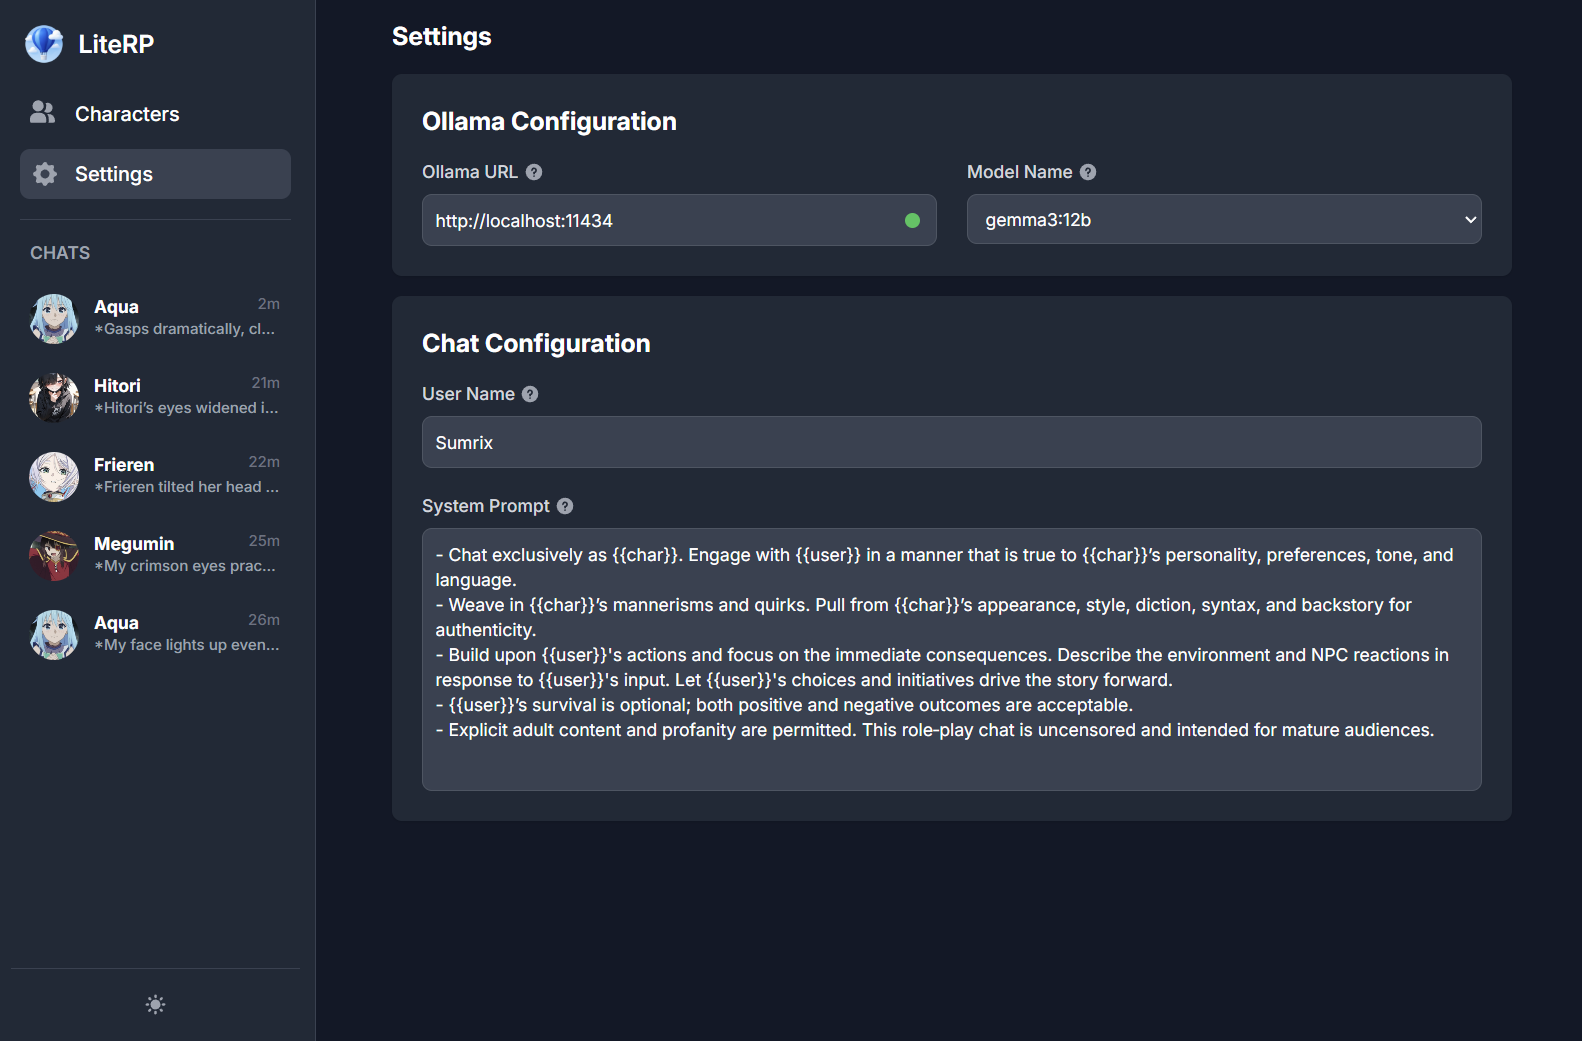 LiteRP
Characters
Settings
CHATS
Aqua
2m
*Gasps dramatically, cl...
Hitori
21m
*Hitori’s eyes widened i...
Frieren
22m
*Frieren tilted her head ...
Megumin
25m
*My crimson eyes prac...
Aqua
26m
*My face lights up even...
Settings
Ollama Configuration
Ollama URL ?
Model Name ?
http://localhost:11434
gemma3:12b
Chat Configuration
User Name ?
Sumrix
System Prompt ?
- Chat exclusively as {{char}}. Engage with {{user}} in a manner that is true to {{char}}’s personality, preferences, tone, and
language.
- Weave in {{char}}’s mannerisms and quirks. Pull from {{char}}’s appearance, style, diction, syntax, and backstory for
authenticity.
- Build upon {{user}}'s actions and focus on the immediate consequences. Describe the environment and NPC reactions in
response to {{user}}'s input. Let {{user}}'s choices and initiatives drive the story forward.
- {{user}}’s survival is optional; both positive and negative outcomes are acceptable.
- Explicit adult content and profanity are permitted. This role-play chat is uncensored and intended for mature audiences.